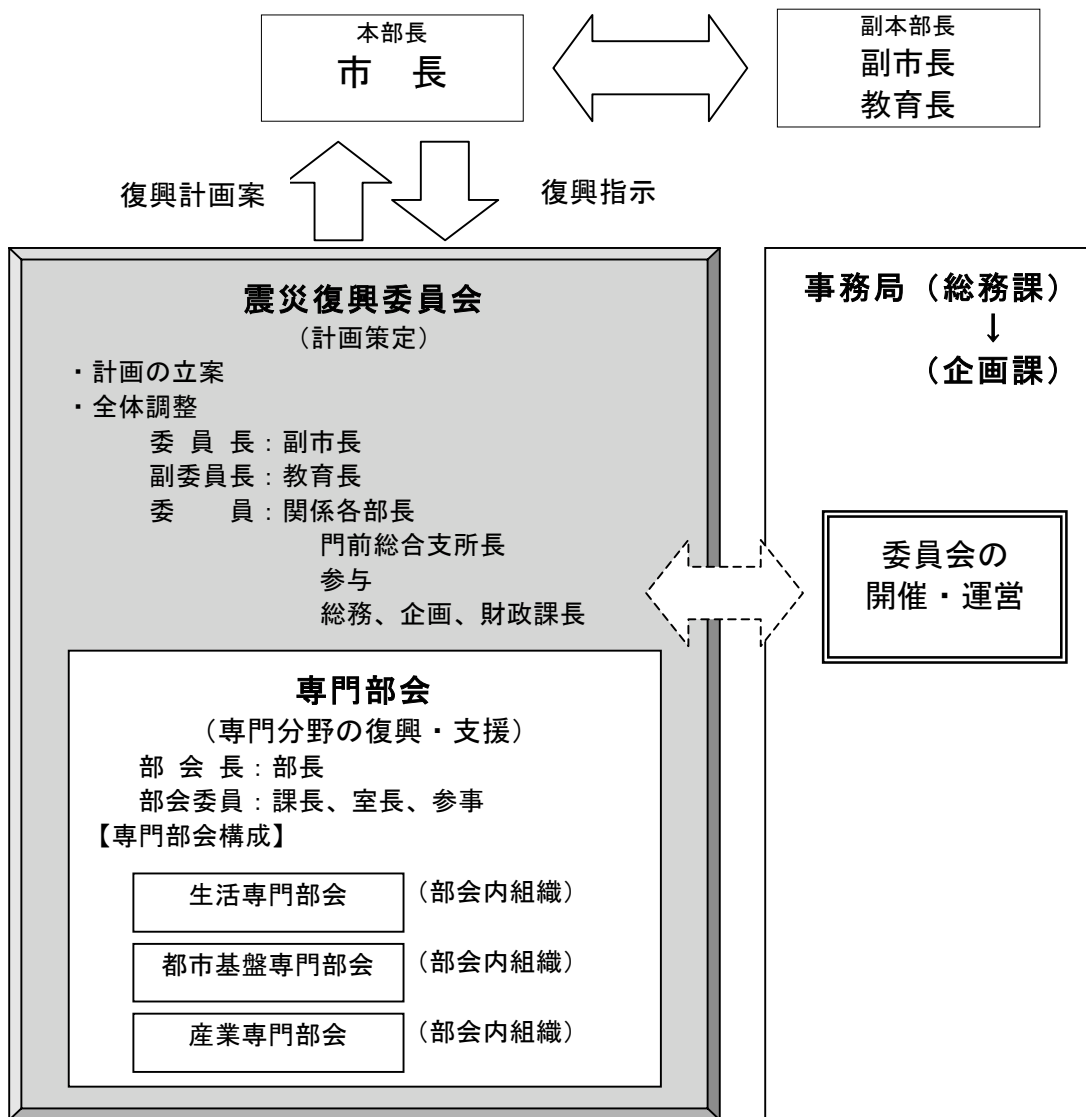 本部長
市　長
副本部長
副市長
教育長
復興計画案
復興指示
震災復興委員会
（計画策定）
・計画の立案
・全体調整
委 員 長：副市長
副委員長：教育長
委　　員：関係各部長
門前総合支所長
参与
総務、企画、財政課長
専門部会
（専門分野の復興・支援）
部 会 長：部長
部会委員：課長、室長、参事
【専門部会構成】
生活専門部会 （部会内組織）
都市基盤専門部会 （部会内組織）
産業専門部会 （部会内組織）
事務局（総務課）
↓
（企画課）
委員会の
開催・運営